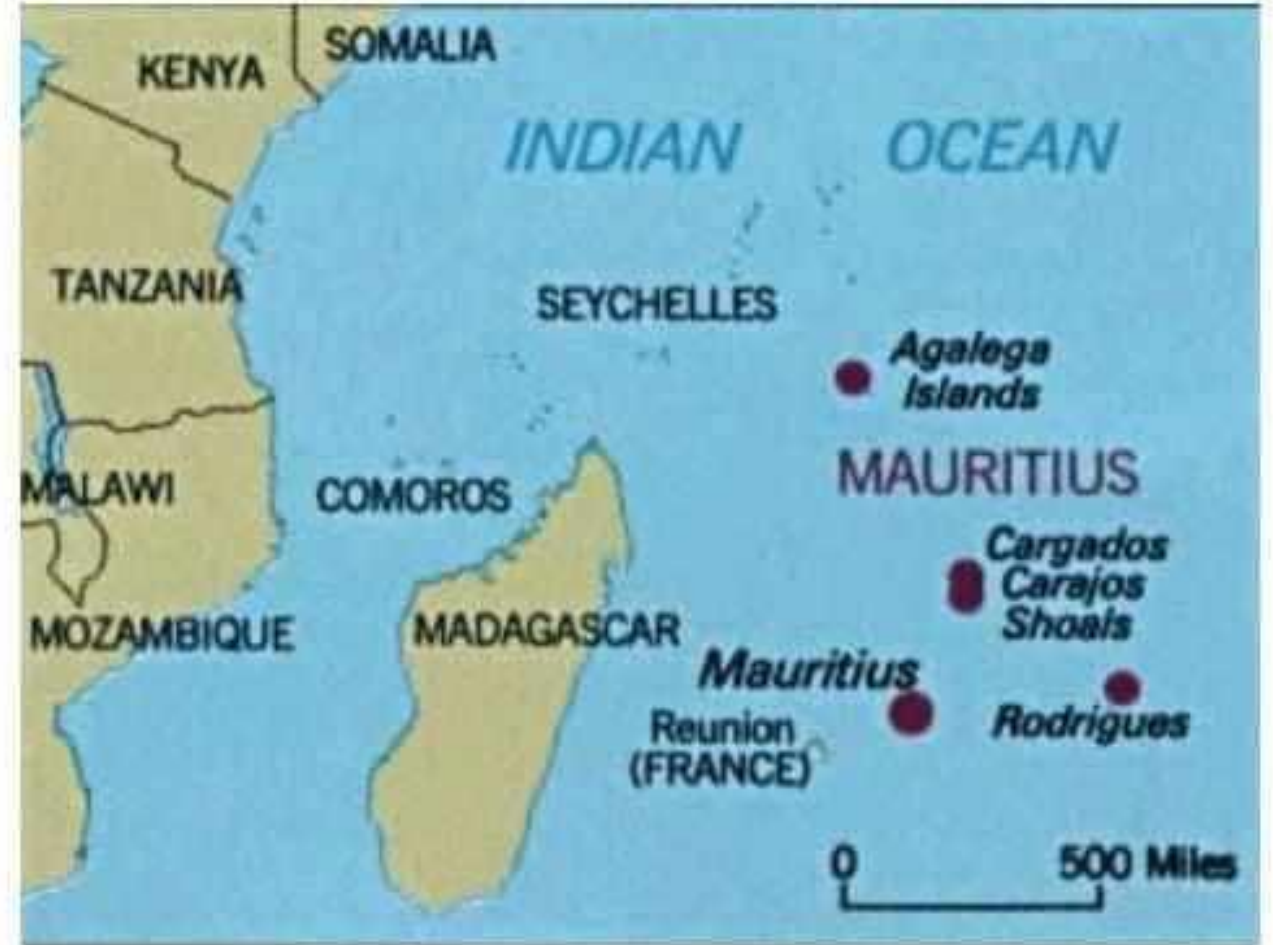 SOMALIA
KENYA
INDIAN OCEAN
TANZANIA
SEYCHELLES
Agalega
Islands
MAURITIUS
MALAWI
COMOROS
Cargados
Carajos
Shoals
MOZAMBIQUE
MADAGASCAR
Mauritius
Rodrigues
Reunion
(FRANCE)
0 500 Miles